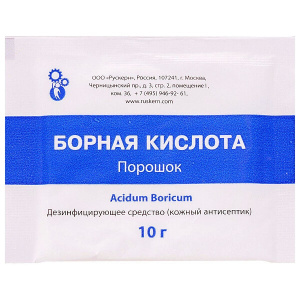 ООО «Рускерн», Россия, 107241, г. Москва,
Черницынский пр., д. 3, стр. 2, помещение I,
ком. 36, +7 (495) 946-92- 61,
www.ruskern.com
БОРНАЯ КИСЛОТА
Порошок
Acidum Boricum
Дезинфицирующее средство (кожный антисептик)
10 г